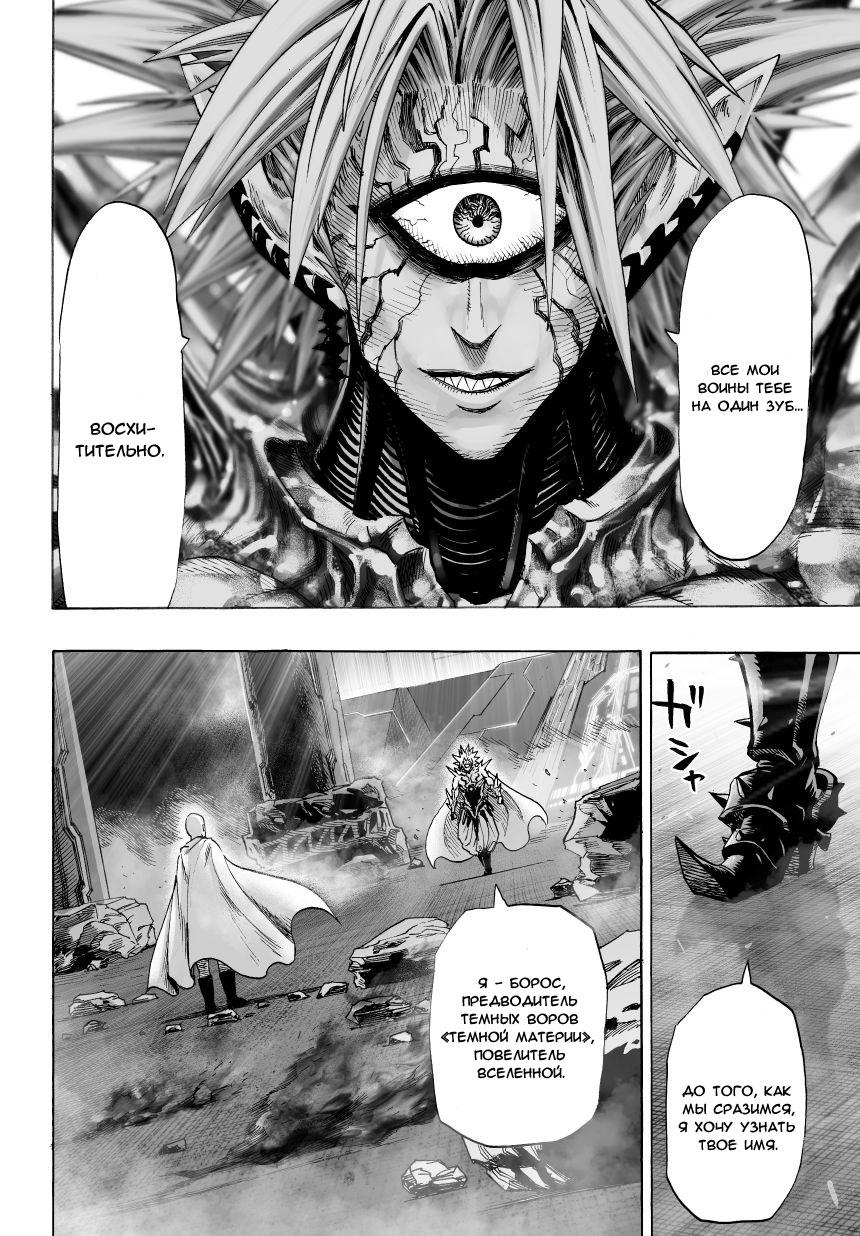 ВСЕ МОИ
ВОИНЫ ТЕБЕ
НА ОДИН ЗУБ...
ВОСХИ-
ТИТЕЛЬНО.
ガシャ
ДО ТОГО, КАК
МЫ СРАЗИМСЯ,
Я ХОЧУ УЗНАТЬ
ТВОЕ ИМЯ.
Я - БОРОС,
ПРЕДВОДИТЕЛЬ
ТЕМНЫХ ВОРОВ
«ТЕМНОЙ МАТЕРИИ»,
ПОВЕЛИТЕЛЬ
ВСЕЛЕННОЙ.